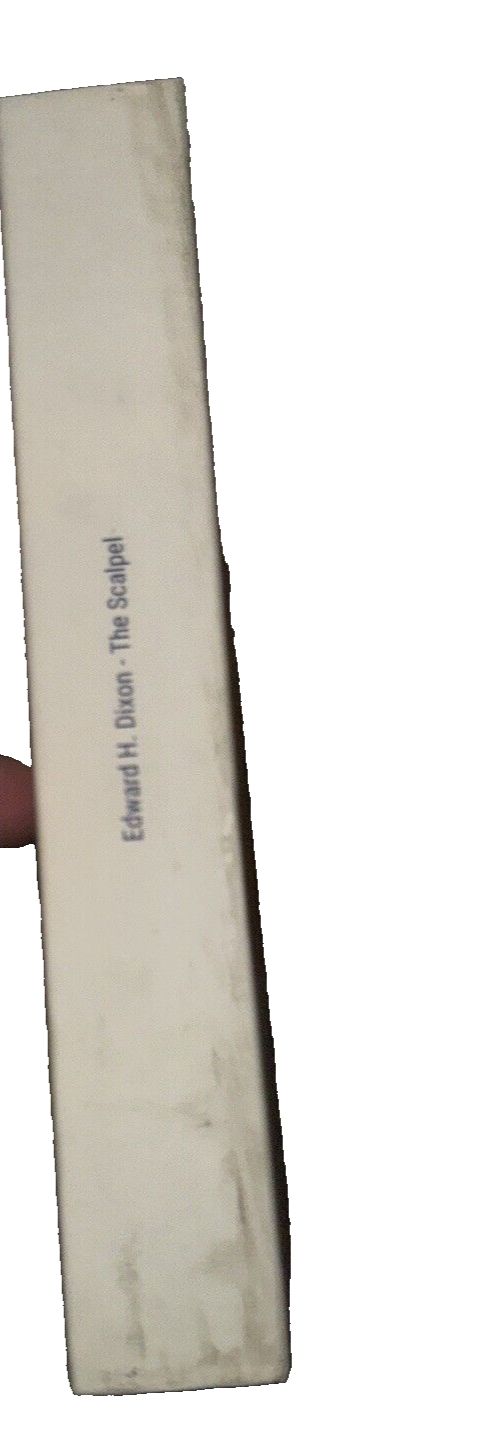 Edward H. Dixon · The Scalpel